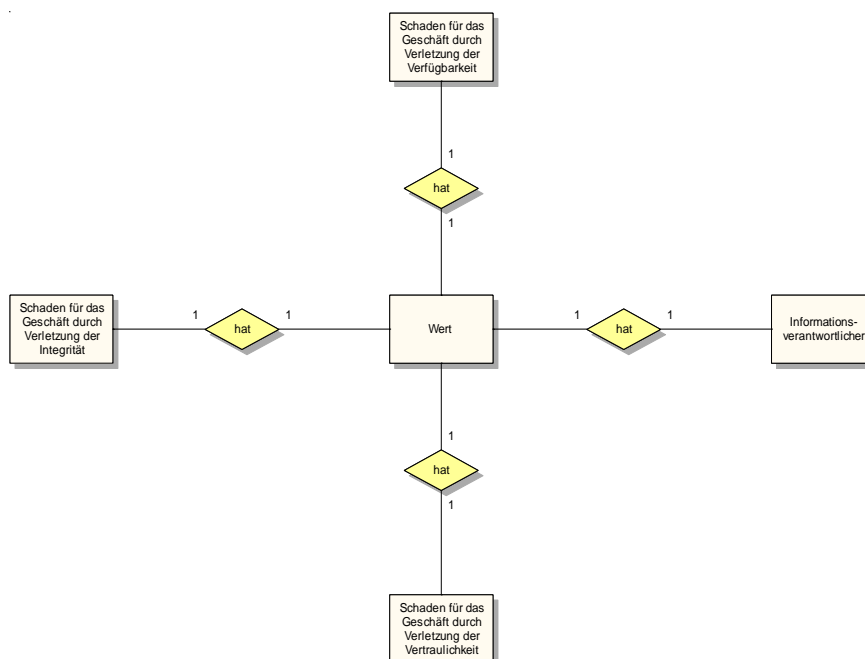 Schaden für das
Geschäft durch
Verletzung der
Verfügbarkeit
1
hat
1
Schaden für das
Geschäft durch
Verletzung der
Integrität
1
hat
1
Wert
1
hat
1
Informations-
verantwortlicher
1
hat
1
Schaden für das
Geschäft durch
Verletzung der
Vertraulichkeit